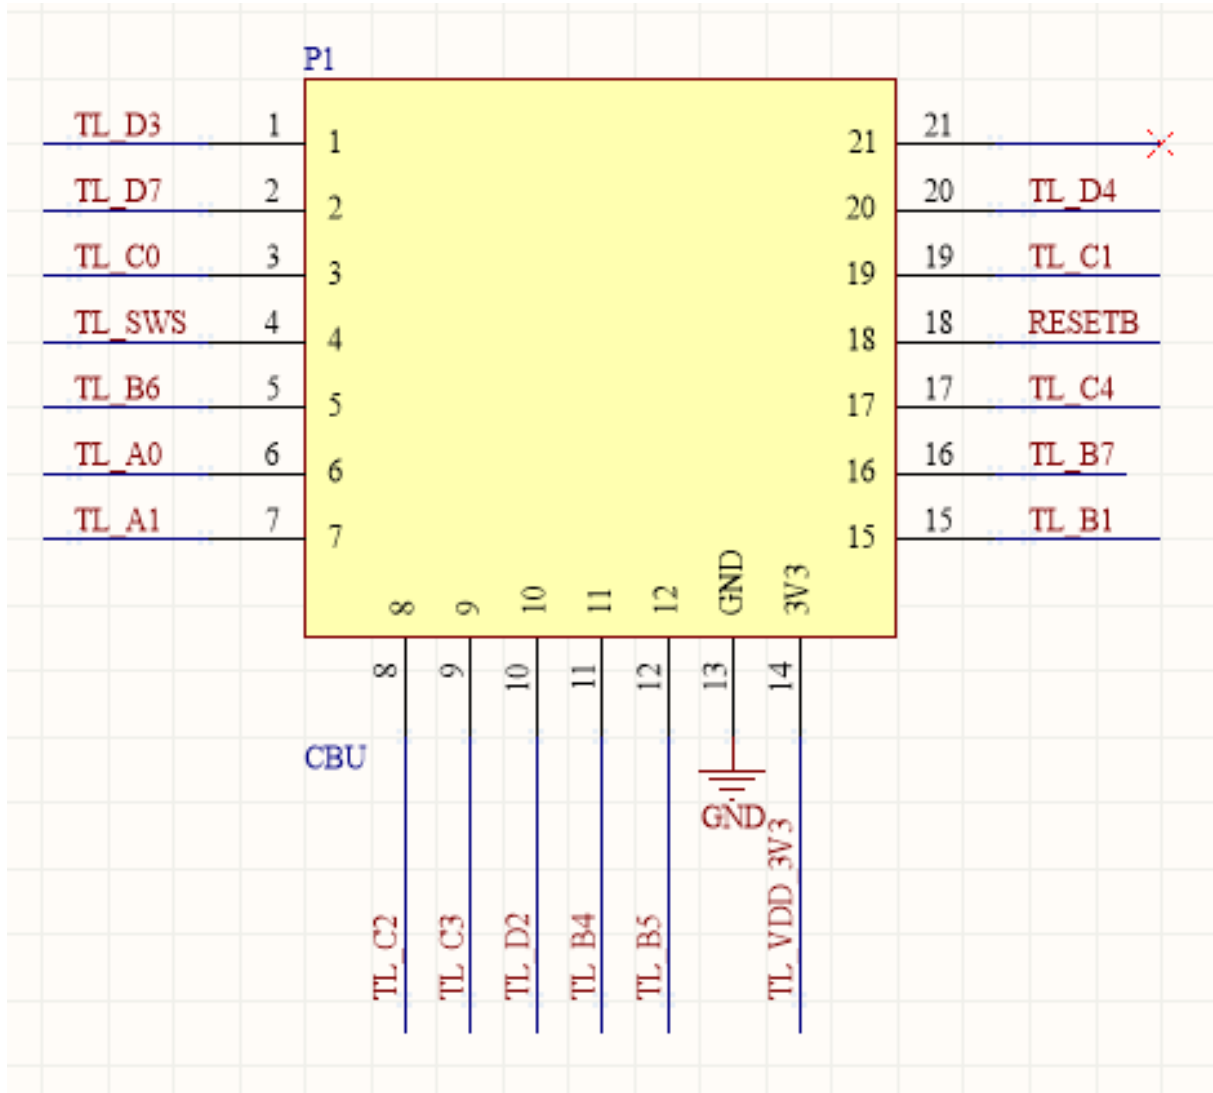 P1
TL_D3 1 1 21 21
TL_D7 2 2 20 20 TL_D4
TL_C0 3 3 19 19 TL_C1
TL_SWS 4 4 18 18 RESETB
TL_B6 5 5 17 17 TL_C4
TL_A0 6 6 16 16 TL_B7
TL_A1 7 7 15 15 TL_B1
8 9 10 11 12 GND 3V3
8 9 10 11 12 13 14
CBU
GND
TL_C2 TL_C3 TL_D2 TL_B4 TL_B5 TL_VDD_3V3